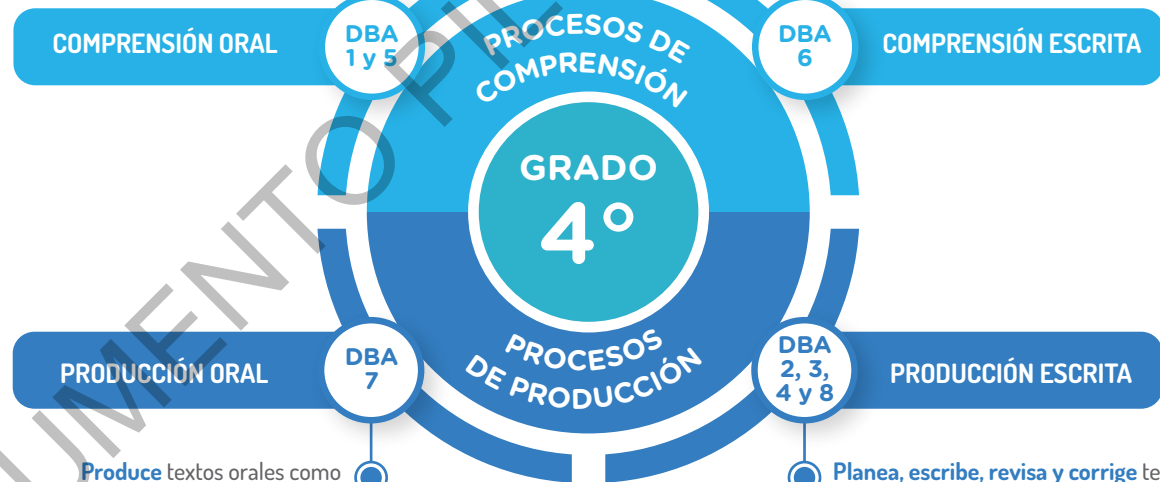 COMPRENSIÓN ORAL
DBA
1 y 5
PROCESOS DE
COMPRENSIÓN
DBA
6
COMPRENSIÓN ESCRITA
GRADO
4°
PRODUCCIÓN ORAL
DBA
7
PROCESOS
DE PRODUCCIÓN
DBA
2, 3,
4 y 8
PRODUCCIÓN ESCRITA
Produce textos orales como
Planea, escribe, revisa y corrige